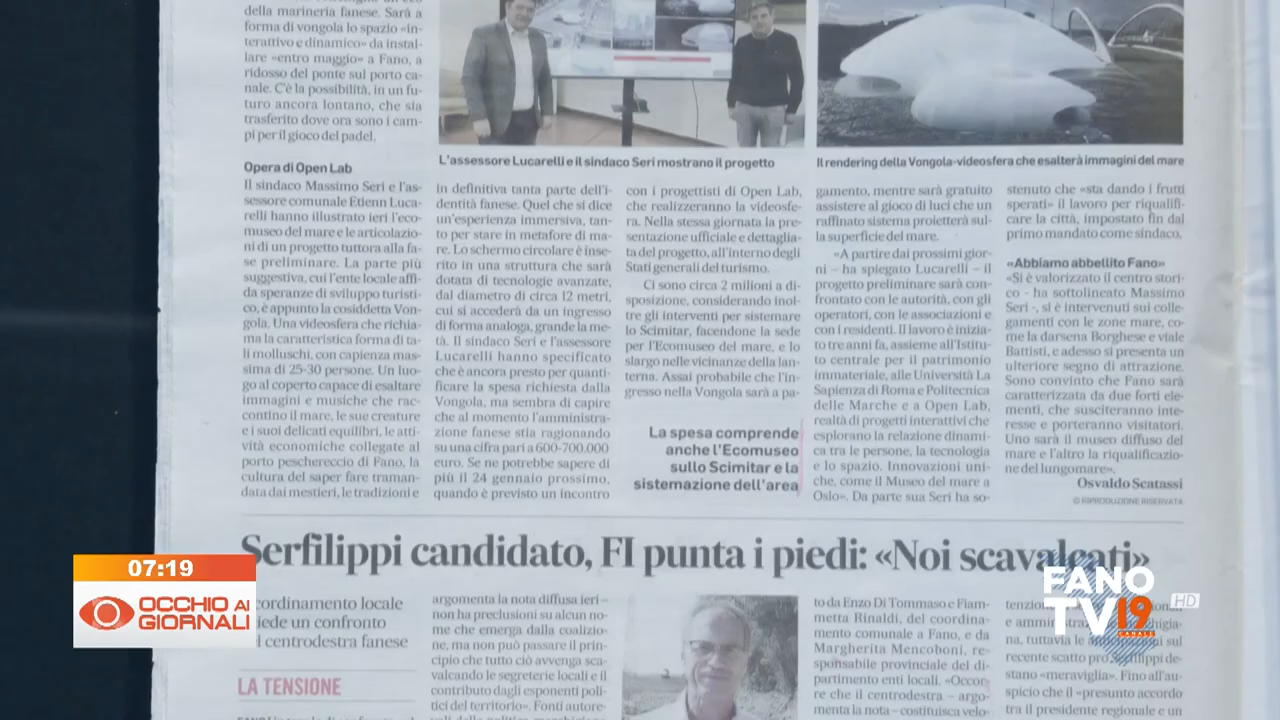 della marineria fanese. Sarà a
forma di vongola lo spazio «in-
terattivo e dinamico» da instal-
lare «entro maggio» a Fano, a
ridosso del ponte sul porto ca-
nale. C'è la possibilità, in un fu-
turo ancora lontano, che sia
trasferito dove ora sono i cam-
pi per il gioco del padel.
Opera di Open Lab
Il sindaco Massimo Seri e l'as-
sessore comunale Etienn Luca-
relli hanno illustrato ieri l'eco-
museo del mare e le articolazio-
ni di un progetto tuttora alla fa-
se preliminare. La parte più
suggestiva, cui l'ente locale affi-
da speranze di sviluppo turisti-
co, è appunto la cosiddetta Von-
gola. Una videosfera che richia-
ma la caratteristica forma di ta-
li molluschi, con capienza mas-
sima di 25-30 persone. Un luo-
go al coperto capace di esaltare
immagini e musiche che rac-
contino il mare, le sue creature
e i suoi delicati equilibri, le atti-
vità economiche collegate al
porto peschereccio di Fano, la
cultura del saper fare traman-
data dai mestieri, le tradizioni e
L'assessore Lucarelli e il sindaco Seri mostrano il progetto
Il rendering della Vongola-videosfera che esalterà immagini del mare
in definitiva tanta parte dell'i-
dentità fanese. Quel che si dice
un'esperienza immersiva, tan-
to per stare in metafore di ma-
re. Lo schermo circolare è inse-
rito in una struttura che sarà
dotata di tecnologie avanzate,
dal diametro di circa 12 metri,
cui si accederà da un ingresso
di forma analoga, grande la me-
tà. Il sindaco Seri e l'assessore
Lucarelli hanno specificato
che è ancora presto per quanti-
ficare la spesa richiesta dalla
Vongola, ma sembra di capire
che al momento l'amministra-
zione fanese stia ragionando
su una cifra pari a 600-700.000
euro. Se ne potrebbe sapere di
più il 24 gennaio prossimo,
quando è previsto un incontro
con i progettisti di Open Lab,
che realizzeranno la videosfe-
ra. Nella stessa giornata la pre-
sentazione ufficiale e dettaglia-
ta del progetto, all'interno degli
Stati generali del turismo.
Ci sono circa 2 milioni a di-
sposizione, considerando inol-
tre gli interventi per sistemare
lo Scimitar, facendone la sede
per l'Ecomuseo del mare, e lo
slargo nelle vicinanze della lan-
terna. Assai probabile che l'in-
gresso nella Vongola sarà a pa-
La spesa comprende
anche l'Ecomuseo
sullo Scimitar e la
sistemazione dell'area
gamento, mentre sarà gratuito
assistere al gioco di luci che un
raffinato sistema proietterà sul-
la superficie del mare.
«A partire dai prossimi gior-
ni – ha spiegato Lucarelli – il
progetto preliminare sarà con-
frontato con le autorità, con gli
operatori, con le associazioni e
con i residenti. Il lavoro è inizia-
to tre anni fa, assieme all'Istitu-
to centrale per il patrimonio
immateriale, alle Università La
Sapienza di Roma e Politecnica
delle Marche e a Open Lab,
realtà di progetti interattivi che
esplorano la relazione dinami-
ca tra le persone, la tecnologia
e lo spazio. Innovazioni uni-
che, come il Museo del mare a
Oslo». Da parte sua Seri ha so-
stenuto che «sta dando i frutti
sperati» il lavoro per riqualifi-
care la città, impostato fin dal
primo mandato come sindaco.
«Abbiamo abbellito Fano»
«Si è valorizzato il centro stori-
co - ha sottolineato Massimo
Seri -, si è intervenuti sui colle-
gamenti con le zone mare, co-
me la darsena Borghese e viale
Battisti, e adesso si presenta un
ulteriore segno di attrazione.
Sono convinto che Fano sarà
caratterizzata da due forti ele-
menti, che susciteranno inte-
resse e porteranno visitatori.
Uno sarà il museo diffuso del
mare e l'altro la riqualificazio-
ne del lungomare».
Osvaldo Scatassi
© RIPRODUZIONE RISERVATA
Serfilippi candidato, FI punta i piedi: «Noi scavalcati»
coordinamento locale
iede un confronto
centrodestra fanese
LA TENSIONE
argomenta la nota diffusa ieri –
non ha preclusioni su alcun no-
me che emerga dalla coalizio-
ne, ma non può passare il prin-
cipio che tutto ciò avvenga sca-
valcando le segreterie locali e il
contributo dagli esponenti poli-
tici del territorio». Fonti autore-
to da Enzo Di Tommaso e Fiam-
metta Rinaldi, del coordina-
mento comunale a Fano, e da
Margherita Mencoboni, re-
sponsabile provinciale del di-
partimento enti locali. «Occor-
re che il centrodestra – argo-
menta la nota – costituisca velo-
tenzion
e ammini
na, tuttavia le sul
recente scatto pro filippi de-
stano «meraviglia». Fino all'au-
spicio che il «presunto accordo
tra il presidente regionale e un
07:19
OCCHIO AI
GIORNALI
FANO
TV 19
CANALE
HD